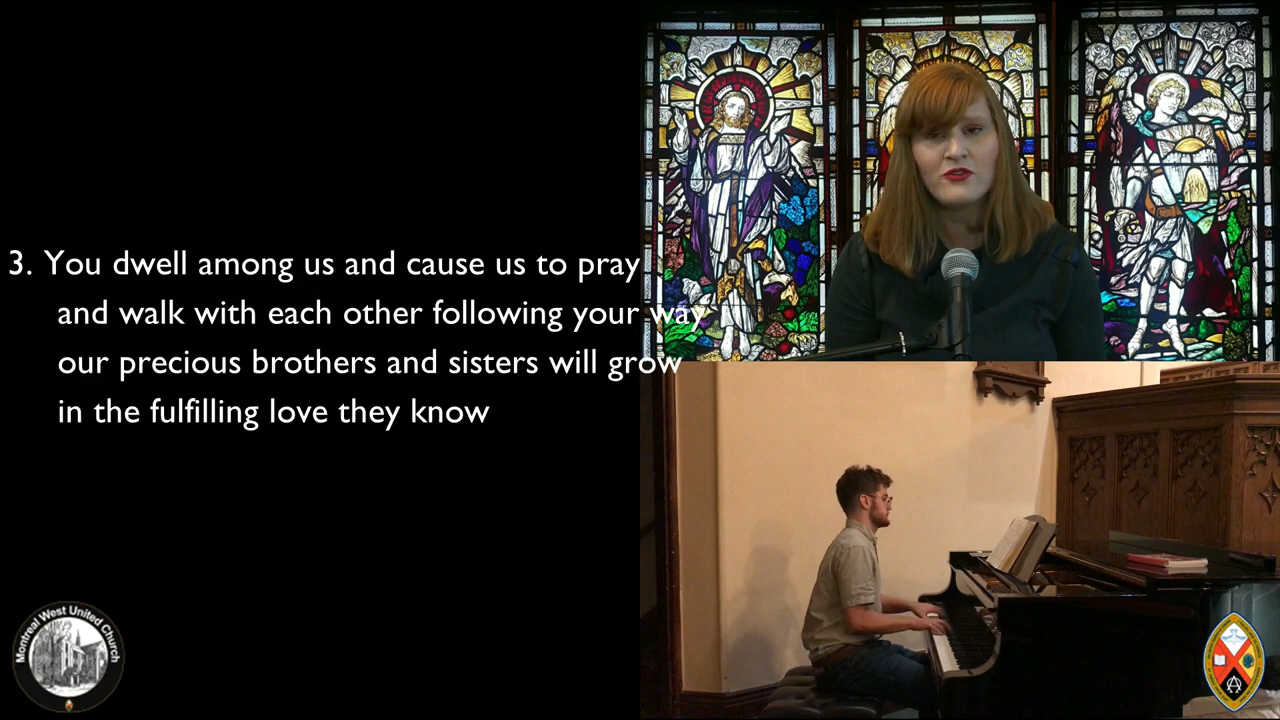 3. You dwell among us and cause us to pray
and walk with each other following your way
our precious brothers and sisters will grow
in the fulfilling love they know
Montreal West United Church